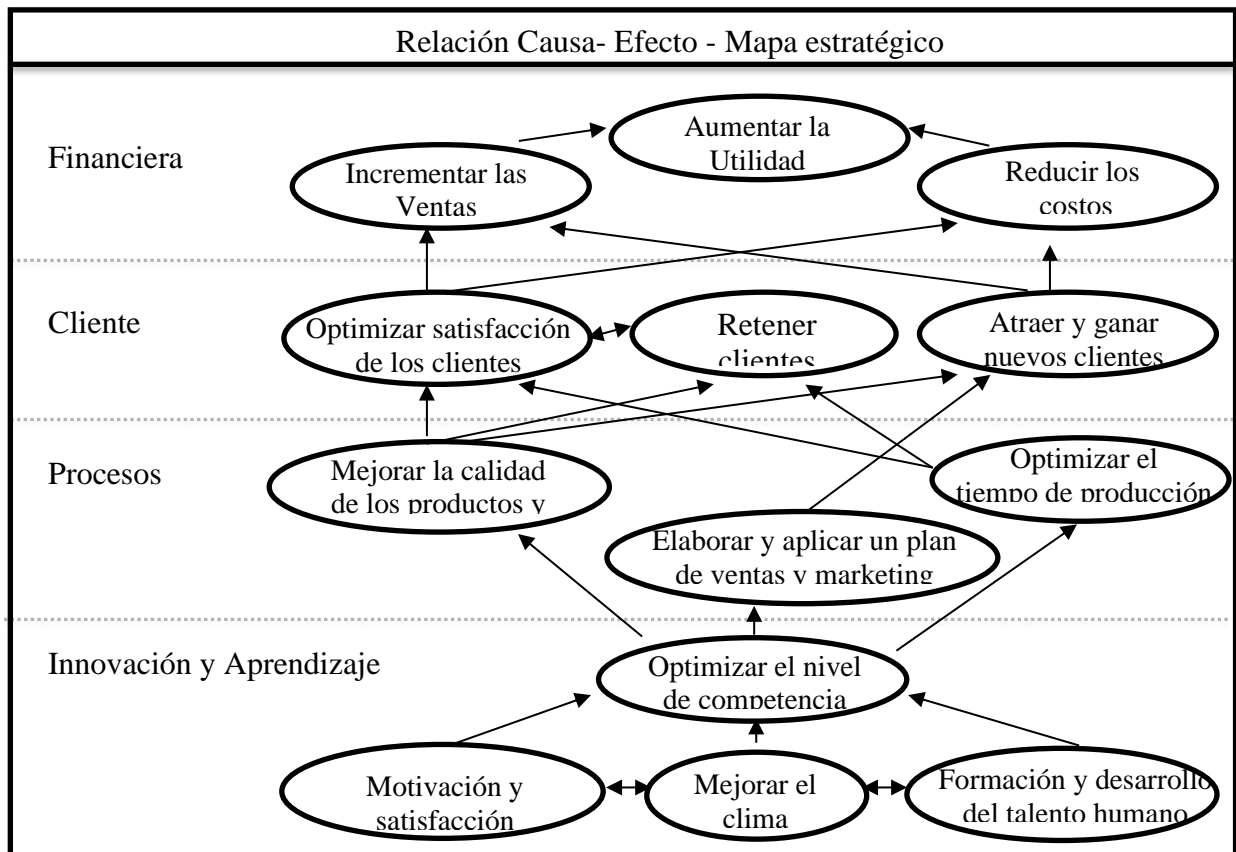 Relación Causa- Efecto - Mapa estratégico
Financiera
Aumentar la
Utilidad
Incrementar las
Ventas
Reducir los
costos
Cliente
Optimizar satisfacción
de los clientes
Retener
clientes
Atraer y ganar
nuevos clientes
Procesos
Mejorar la calidad
de los productos y
Optimizar el
tiempo de producción
Elaborar y aplicar un plan
de ventas y marketing
Innovación y Aprendizaje
Optimizar el nivel
de competencia
Motivación y
satisfacción
Mejorar el
clima
Formación y desarrollo
del talento humano